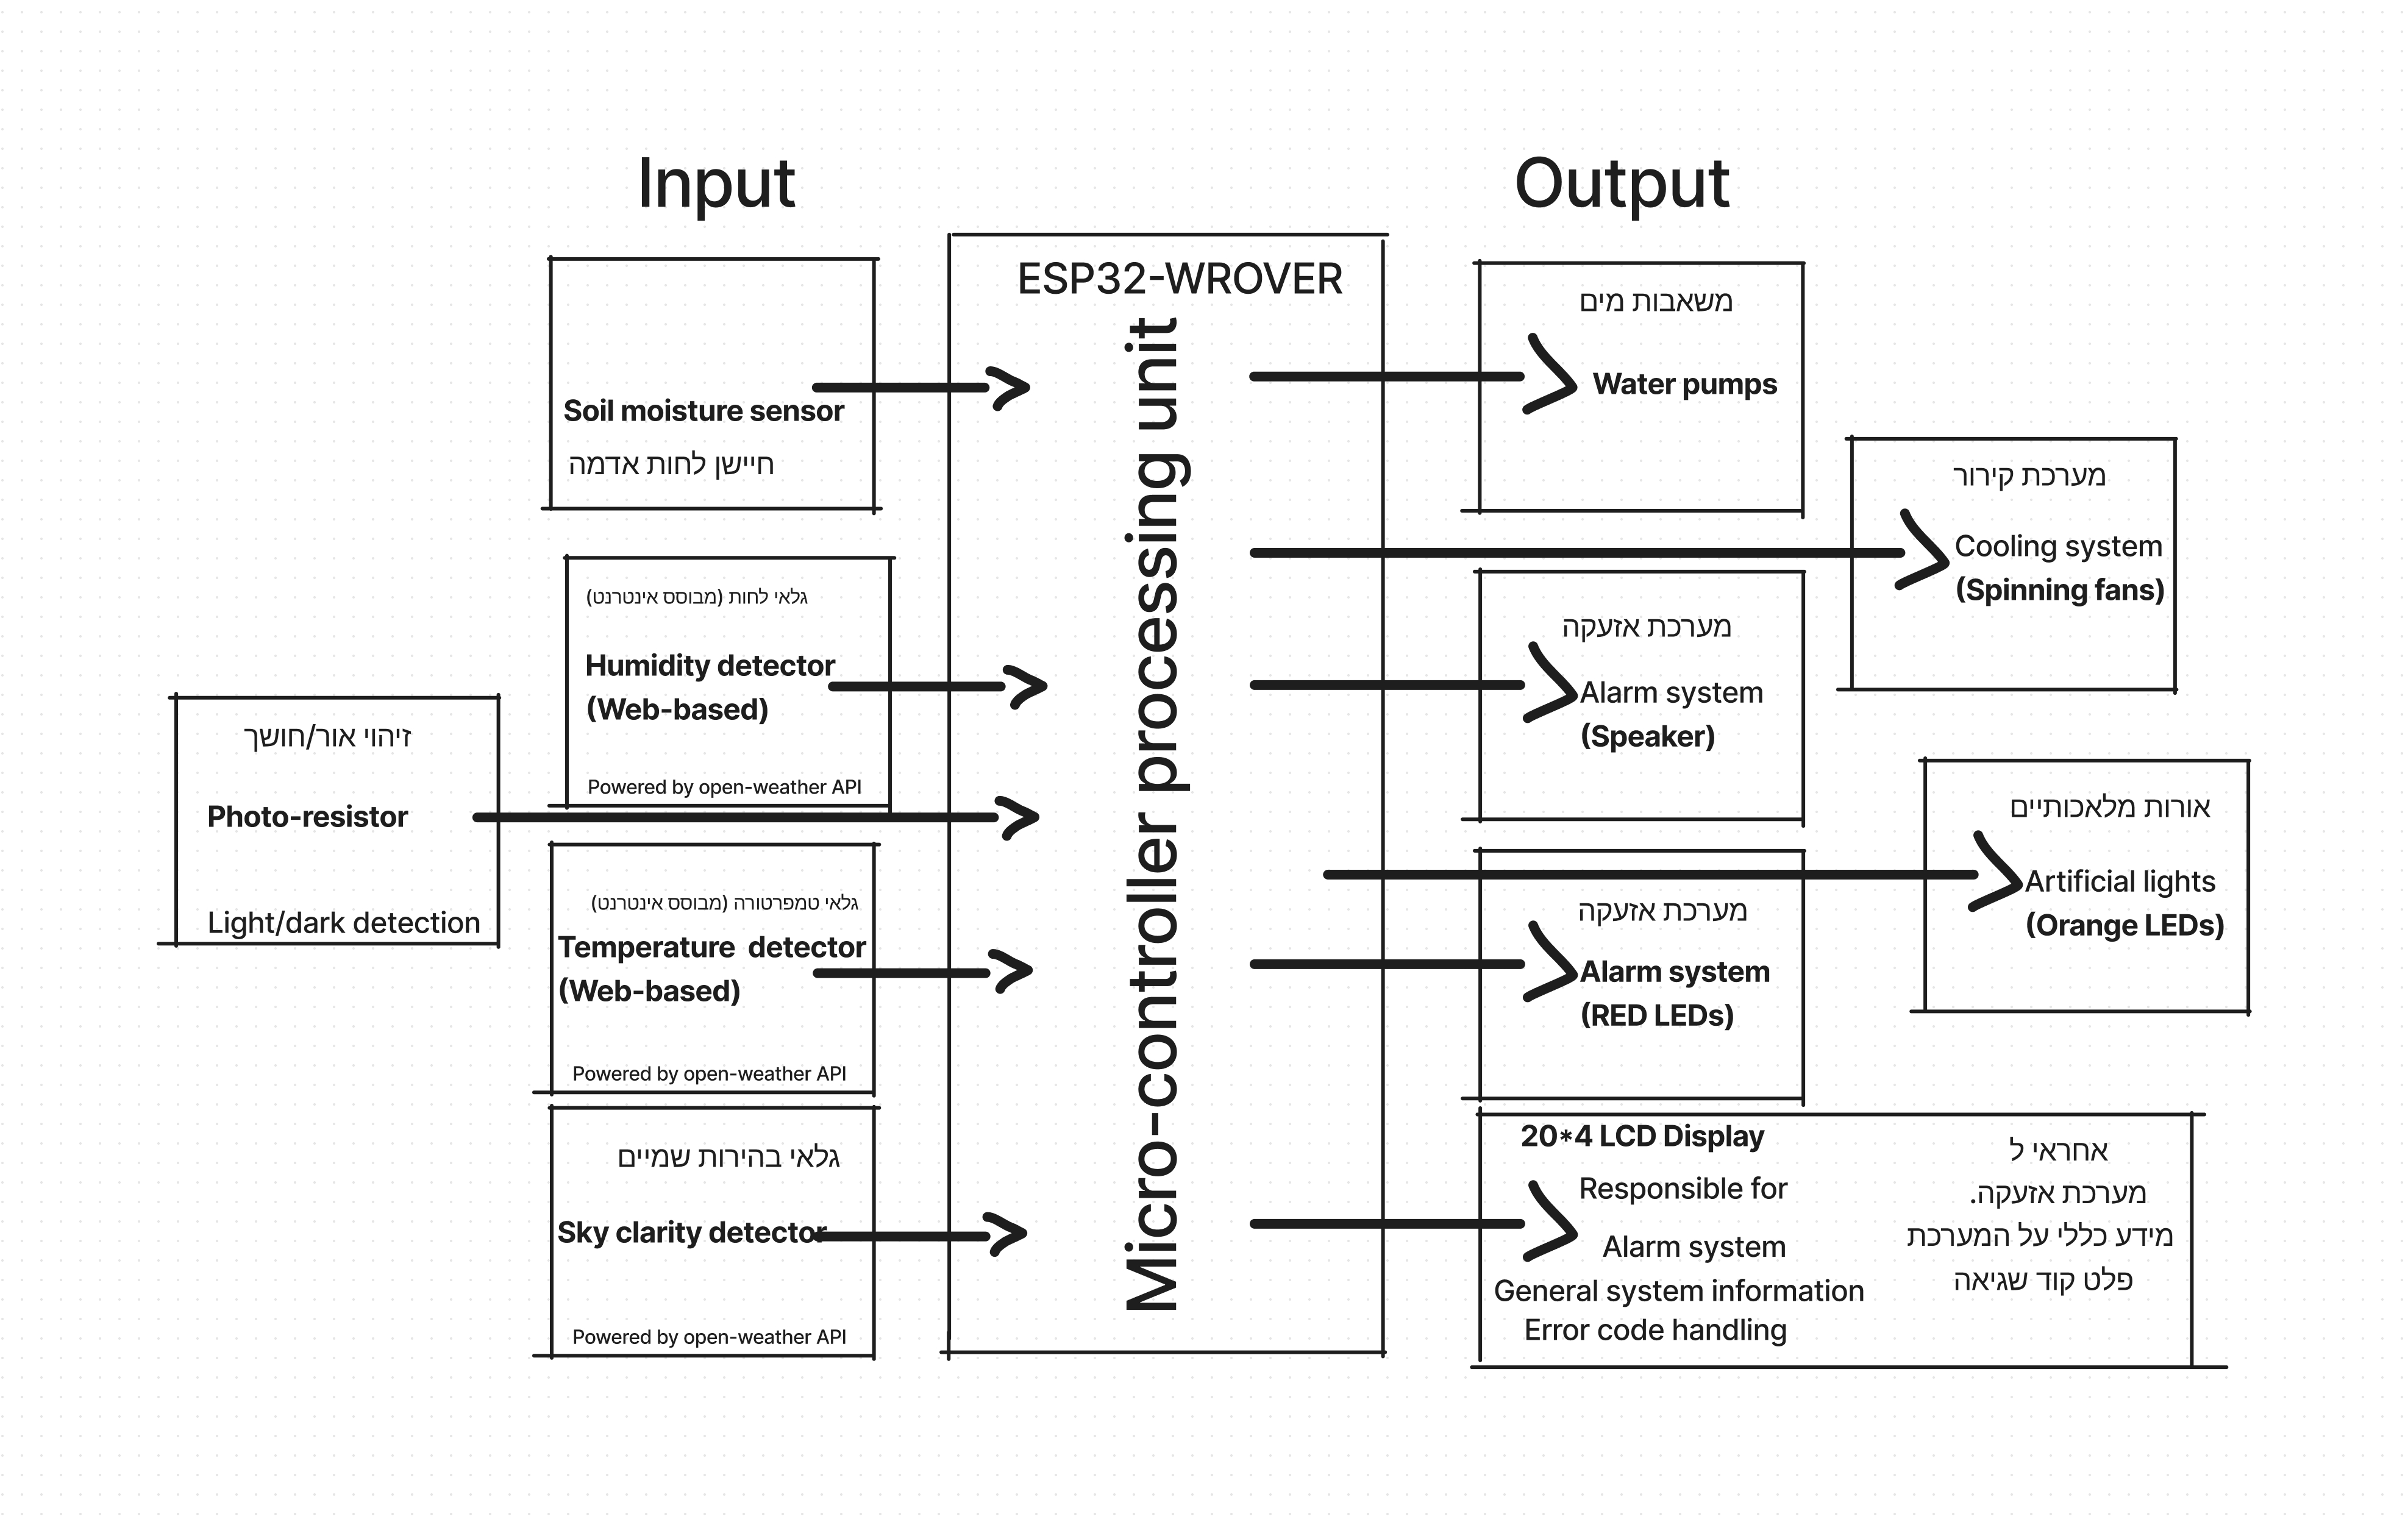 Input
Output
ESP32-WROVER
Micro-controller processing unit
Soil moisture sensor
חיישן לחות אדמה
גלאי לחות (מבוסס אינטרנט)
Humidity detector
(Web-based)
Powered by open-weather API
זיהוי אור/חושך
Photo-resistor
Light/dark detection
גלאי טמפרטורה (מבוסס אינטרנט)
Temperature detector
(Web-based)
Powered by open-weather API
גלאי בהירות שמיים
Sky clarity detector
Powered by open-weather API
משאבות מים
Water pumps
מערכת קירור
Cooling system
(Spinning fans)
מערכת אזעקה
Alarm system
(Speaker)
אורות מלאכותיים
Artificial lights
(Orange LEDs)
מערכת אזעקה
Alarm system
(RED LEDs)
20*4 LCD Display
Responsible for
Alarm system
General system information
Error code handling
אחראי ל
מערכת אזעקה.
מידע כללי על המערכת
פלט קוד שגיאה